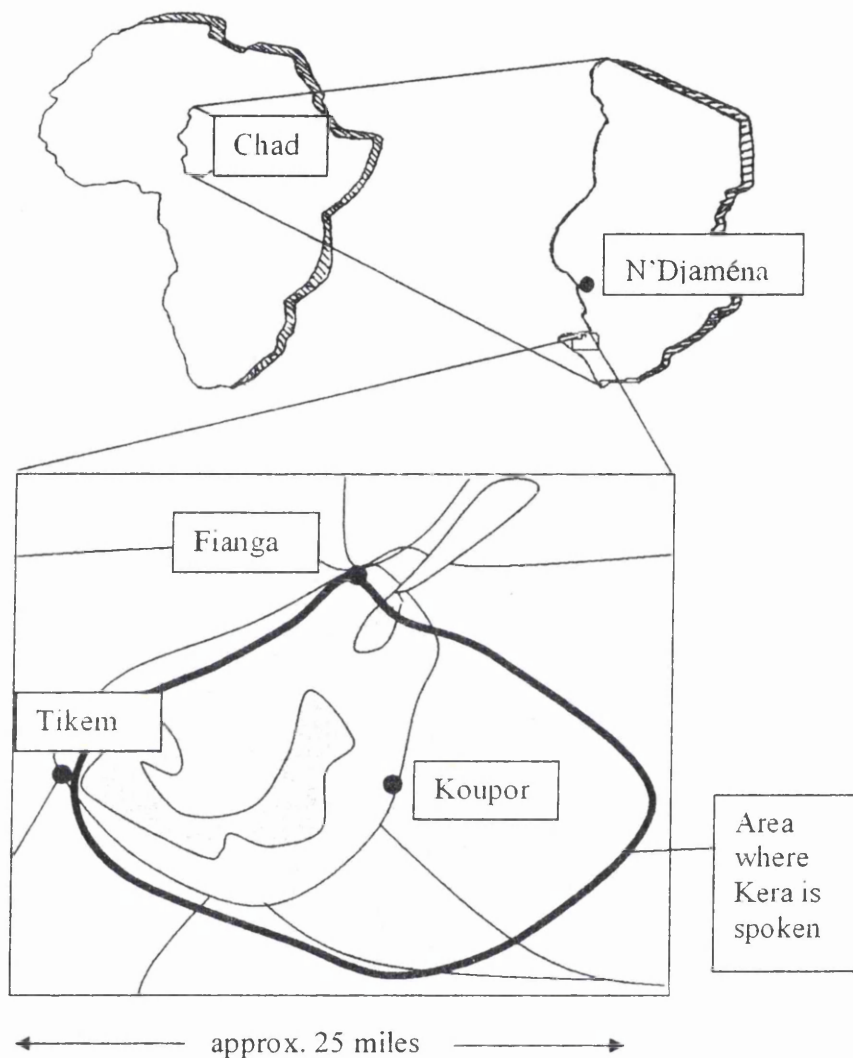 Chad
N'Djaména
Fianga
Tikem
Koupor
Area
where
Kera is
spoken
approx. 25 miles